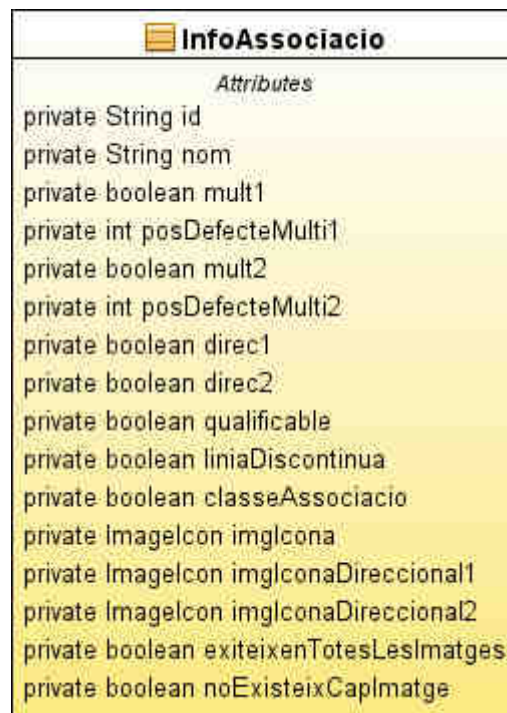 InfoAssociacio
Attributes
private String id
private String nom
private boolean mult1
private int posDefecteMulti1
private boolean mult2
private int posDefecteMulti2
private boolean direc1
private boolean direc2
private boolean qualificable
private boolean liniaDiscontinua
private boolean classeAssociacio
private ImageIcon imgIcona
private ImageIcon imgIconaDireccional1
private ImageIcon imgIconaDireccional2
private boolean exiteixenTotesLesImatges
private boolean noExisteixCapImatge